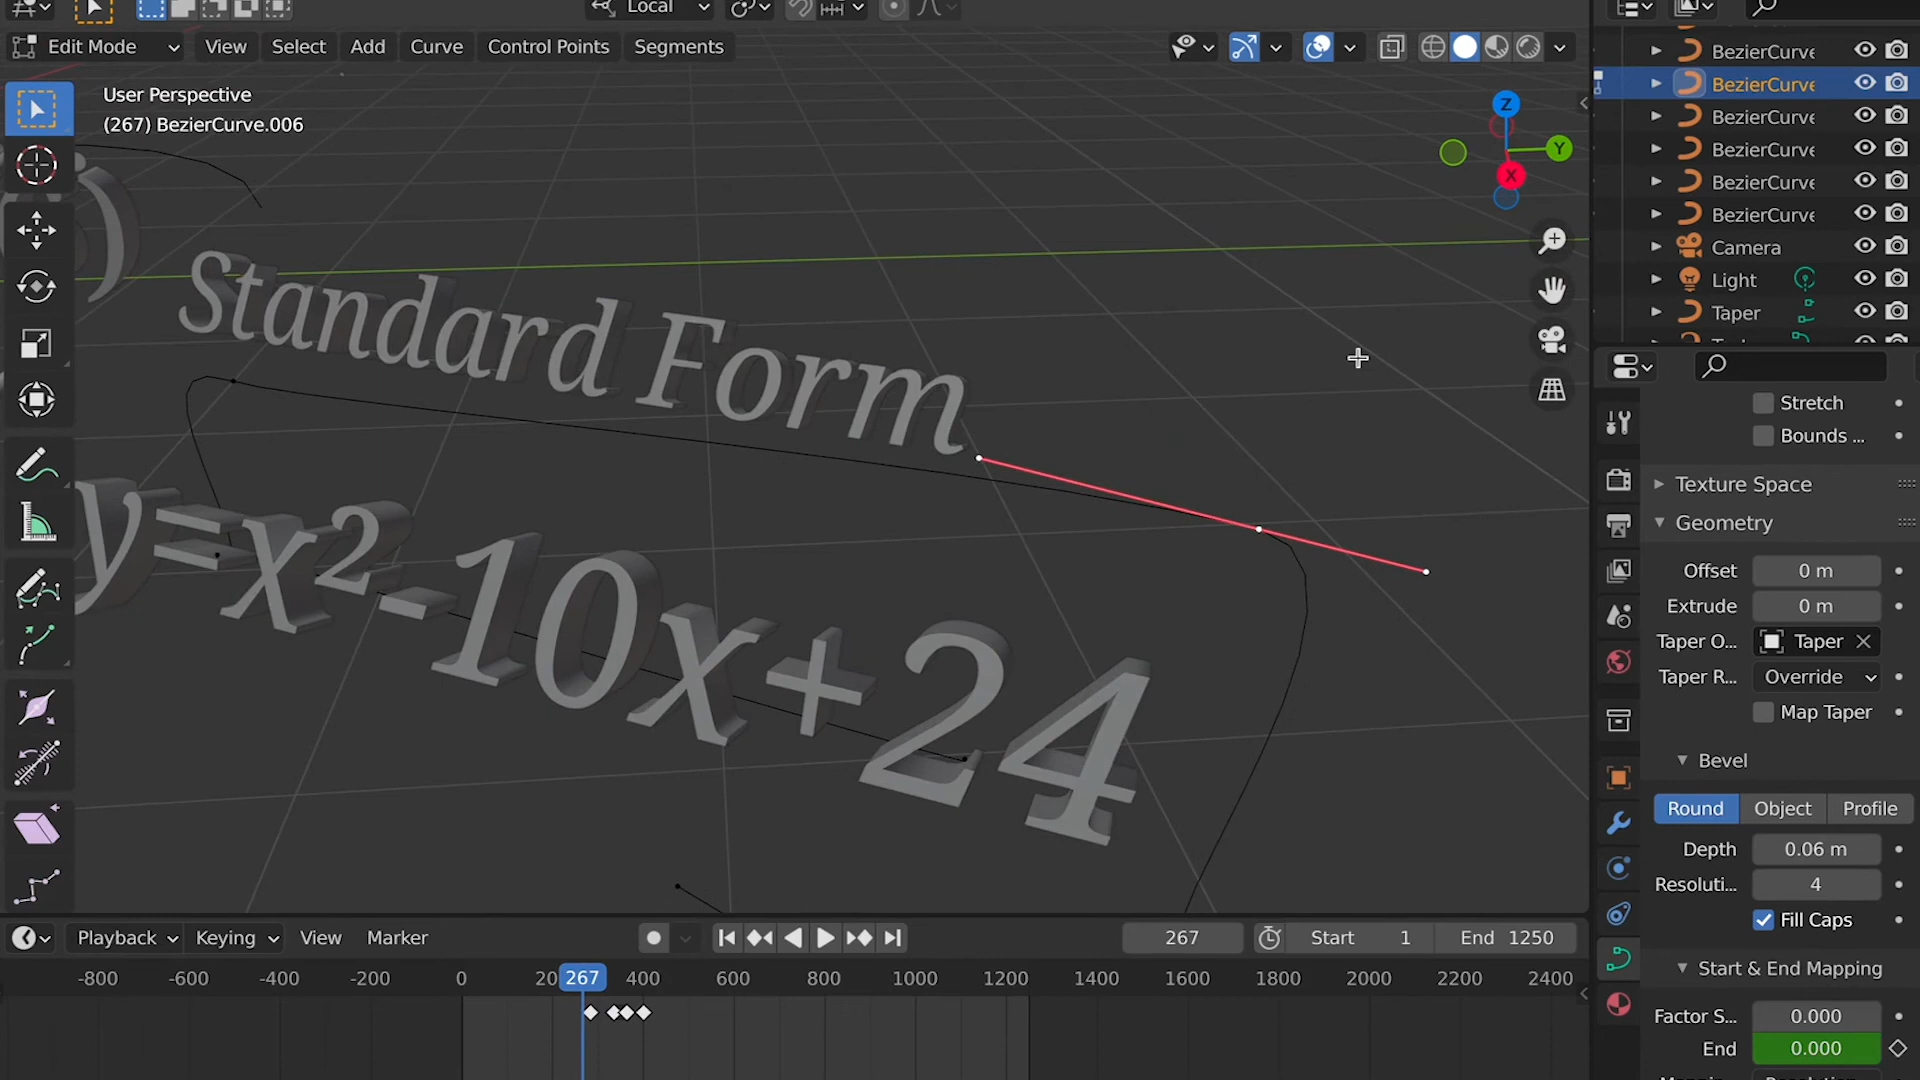 Local
Edit Mode View Select Add Curve Control Points Segments
User Perspective
(267) BezierCurve.006
Z
Y
X
)
Standard Form
y=x²-10x+24
BezierCurve
BezierCurve
BezierCurve
BezierCurve
BezierCurve
BezierCurve
Camera
Light
Taper
Stretch
Bounds ...
Texture Space
Geometry
Offset 0 m
Extrude 0 m
Taper O... Taper
Taper R... Override
Map Taper
Bevel
Round Object Profile
Depth 0.06 m
Resoluti... 4
Fill Caps
Start & End Mapping
Factor S... 0.000
End 0.000
Playback Keying View Marker 267 Start 1 End 1250
-800 -600 -400 -200 0 20 267 400 600 800 1000 1200 1400 1600 1800 2000 2200 2400